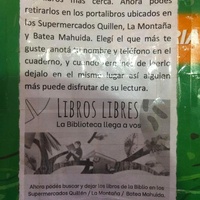 libros más cerca. Ahora podés
retirarlos en los portalibros ubicados en
los Supermercados Quillen, La Montaña
y Batea Mahuida. Elegí el que más te
guste, anotá tu nombre y teléfono en el
cuaderno, y cuando termines de leerlo
dejalo en el mismo lugar así alguien
más puede disfrutar de su lectura.
LIBROS LIBRES
La Biblioteca llega a vos
Ahora podés buscar y dejar los libros de la Biblio en los
Supermercados Quillén / La Montaña / Batea Mahuida.